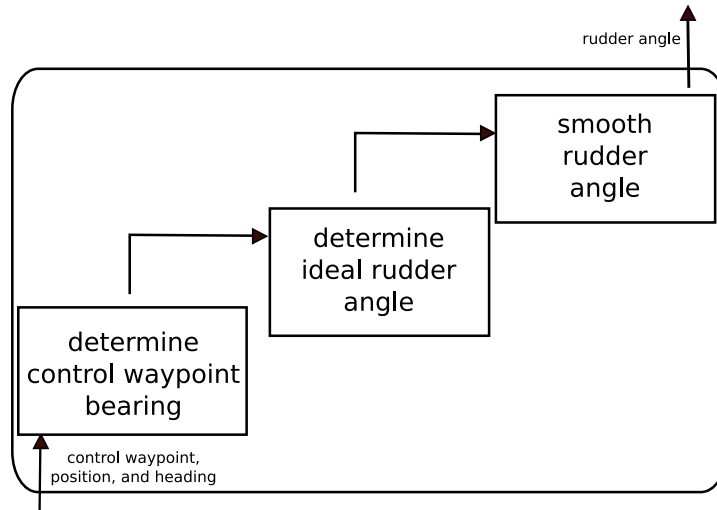 rudder angle
smooth
rudder
angle
determine
ideal rudder
angle
determine
control waypoint
bearing
control waypoint,
position, and heading